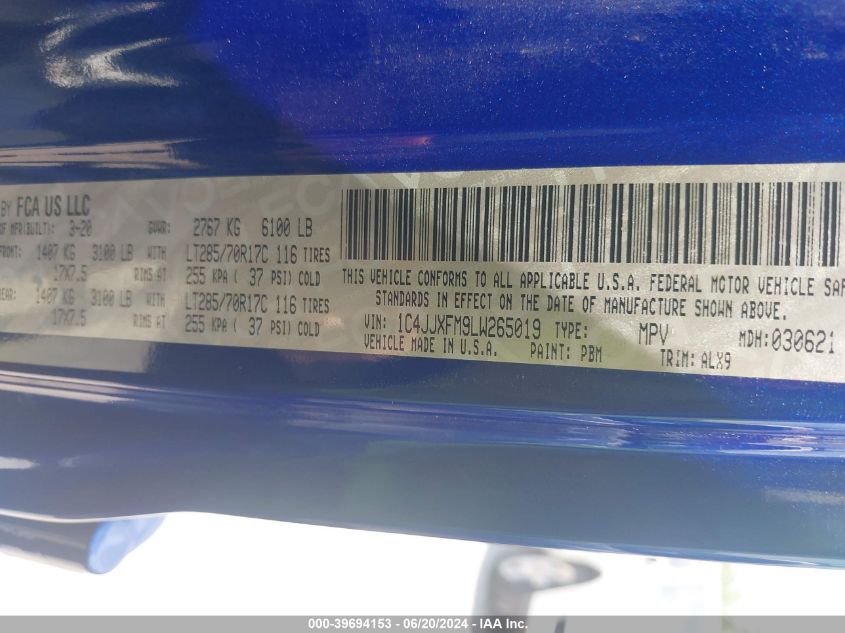 BY FCA US LLC
OF MFR(BUILT): 3-20 GVWR: 2767 KG 6100 LB
FRONT: 1407 KG 3100 LB WITH LT285/70R17C 116 TIRES
17X7.5 RIMS AT 255 KPA ( 37 PSI) COLD
REAR: 1407 KG 3100 LB WITH LT285/70R17C 116 TIRES
17X7.5 RIMS AT 255 KPA ( 37 PSI) COLD
THIS VEHICLE CONFORMS TO ALL APPLICABLE U.S.A. FEDERAL MOTOR VEHICLE SAF
STANDARDS IN EFFECT ON THE DATE OF MANUFACTURE SHOWN ABOVE.
VIN: 1C4JJXFM9LW265019 TYPE: MPV MDH: 030621
VEHICLE MADE IN U.S.A. PAINT: PBM TRIM: ALX9
000-39694153 - 06/20/2024 - IAA Inc.